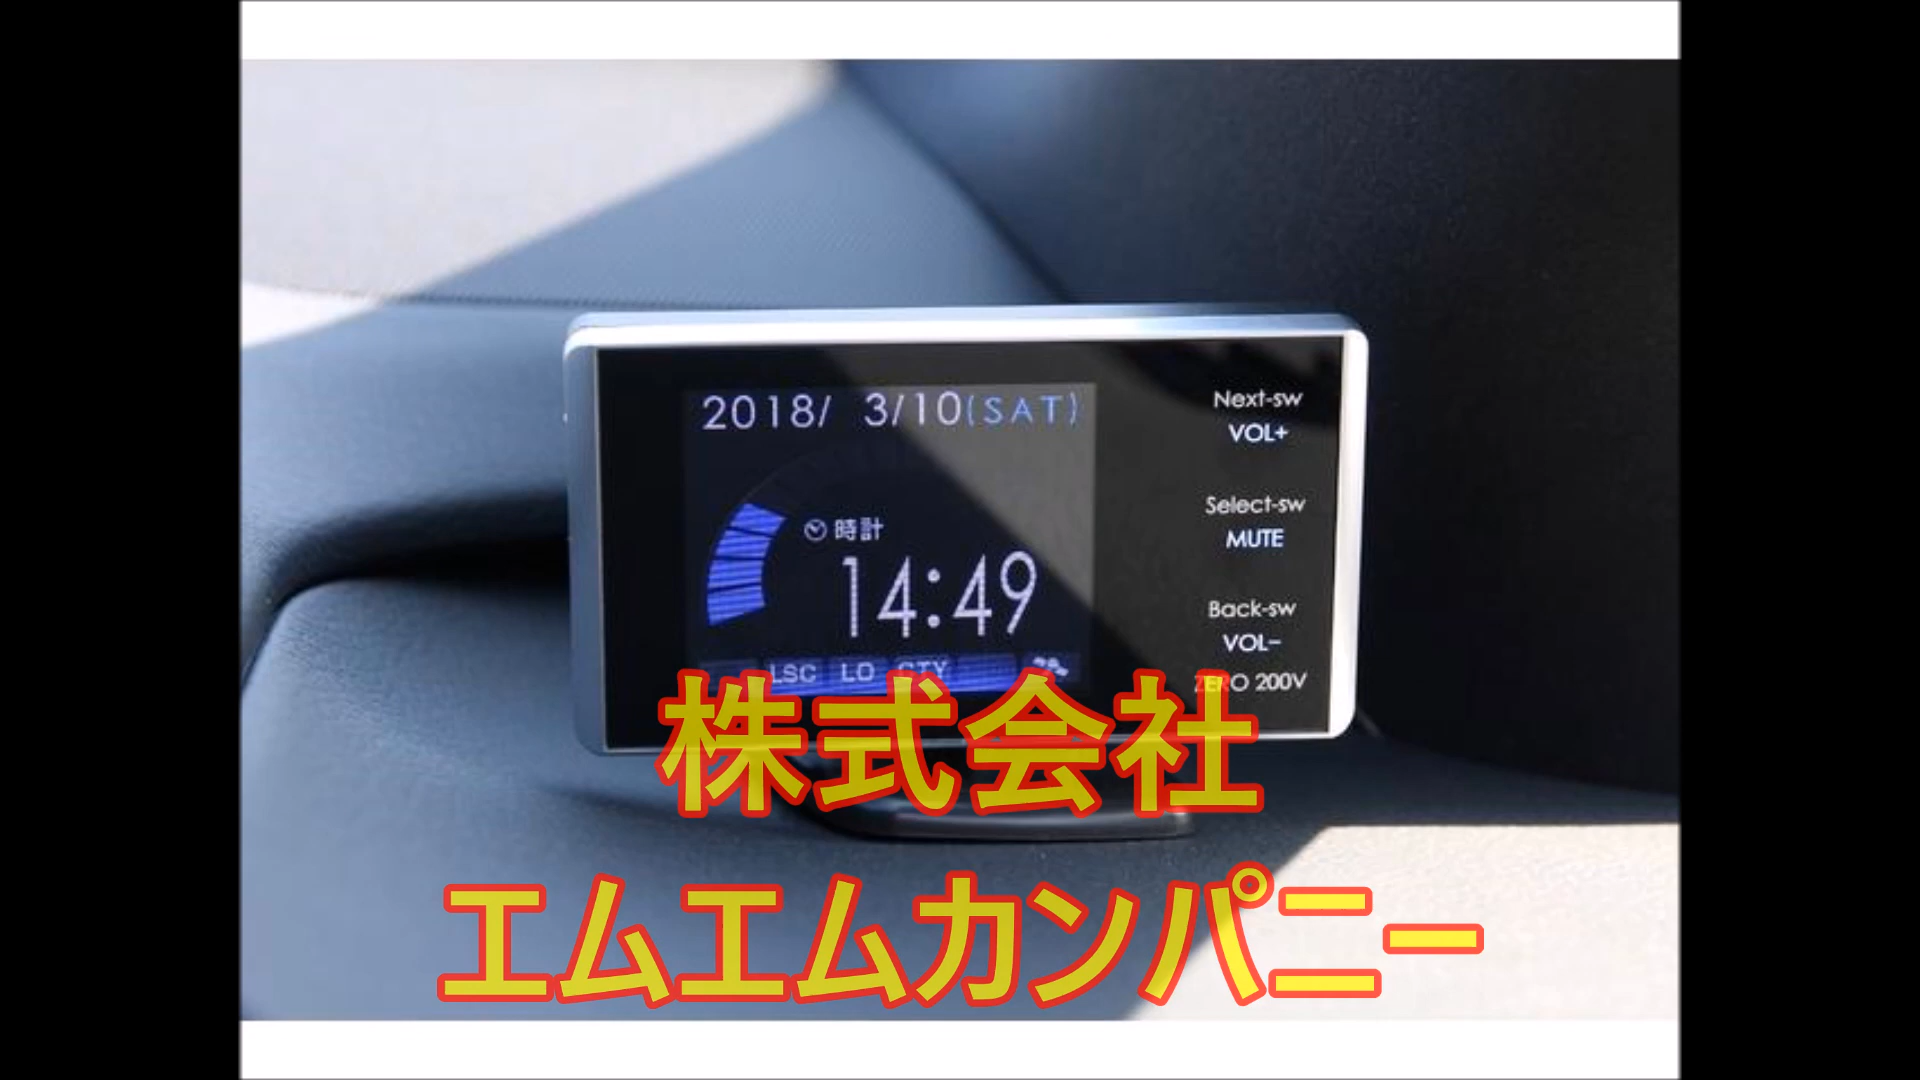 2018/ 3/10(SAT)
時計
14:49
LSC LO CTY
Next-sw
VOL+
Select-sw
MUTE
Back-sw
VOL−
ZERO 200V
株式会社
エムエムカンパニー